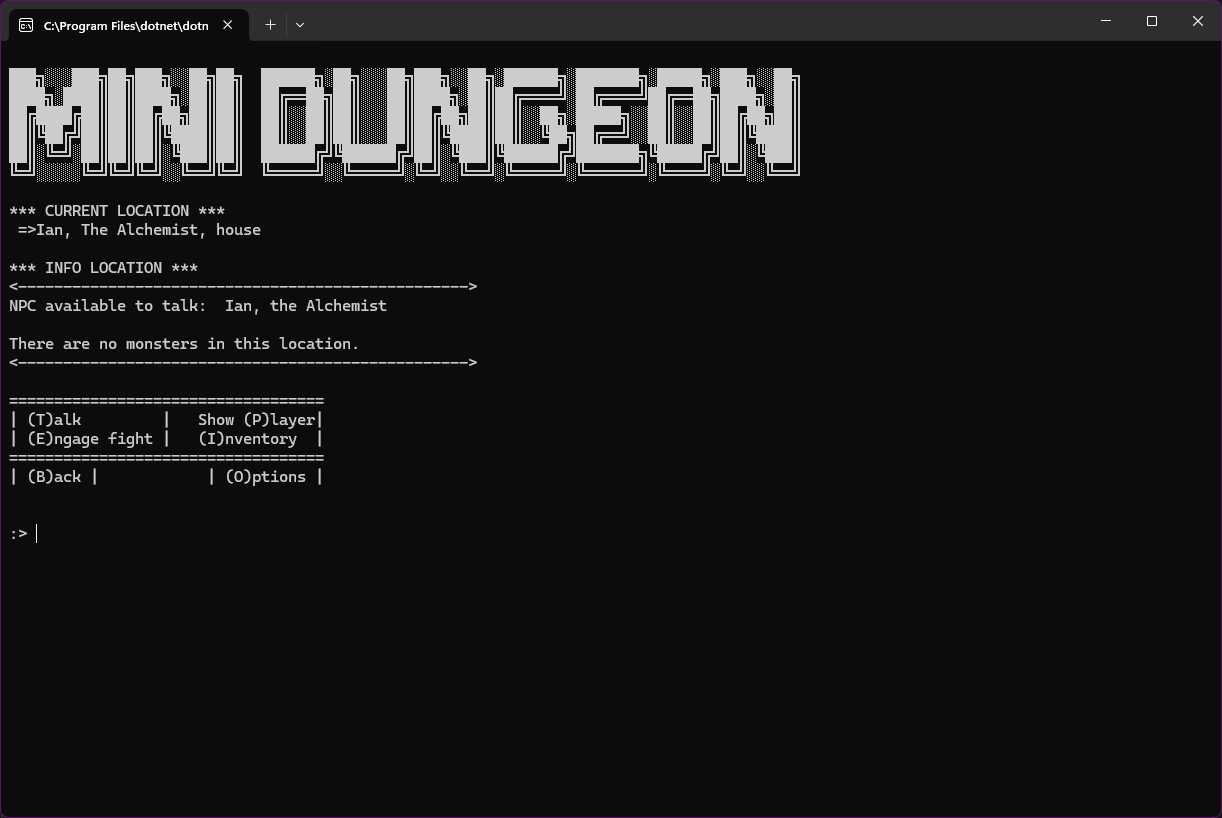 C:\Program Files\dotnet\dotn
MINI DUNGEON
*** CURRENT LOCATION ***
=>Ian, The Alchemist, house
*** INFO LOCATION ***
<-------------------------------------------------->
NPC available to talk:  Ian, the Alchemist
There are no monsters in this location.
<-------------------------------------------------->
===================================
| (T)alk         |   Show (P)layer|
| (E)ngage fight |   (I)nventory  |
===================================
| (B)ack |            | (O)ptions |
:>